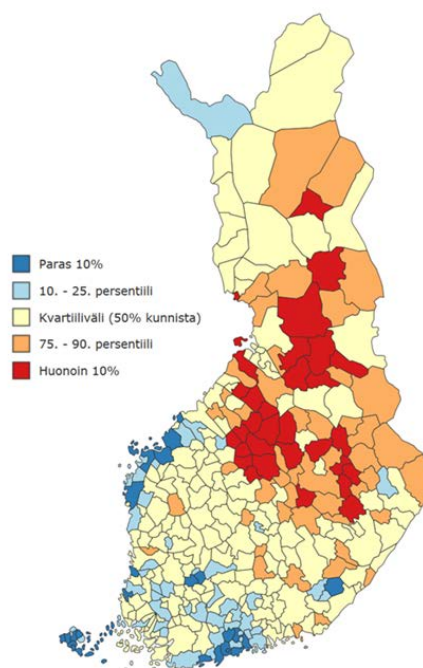 Paras 10%
10. - 25. persentiili
Kvartiiliväli (50% kunnista)
75. - 90. persentiili
Huonoin 10%